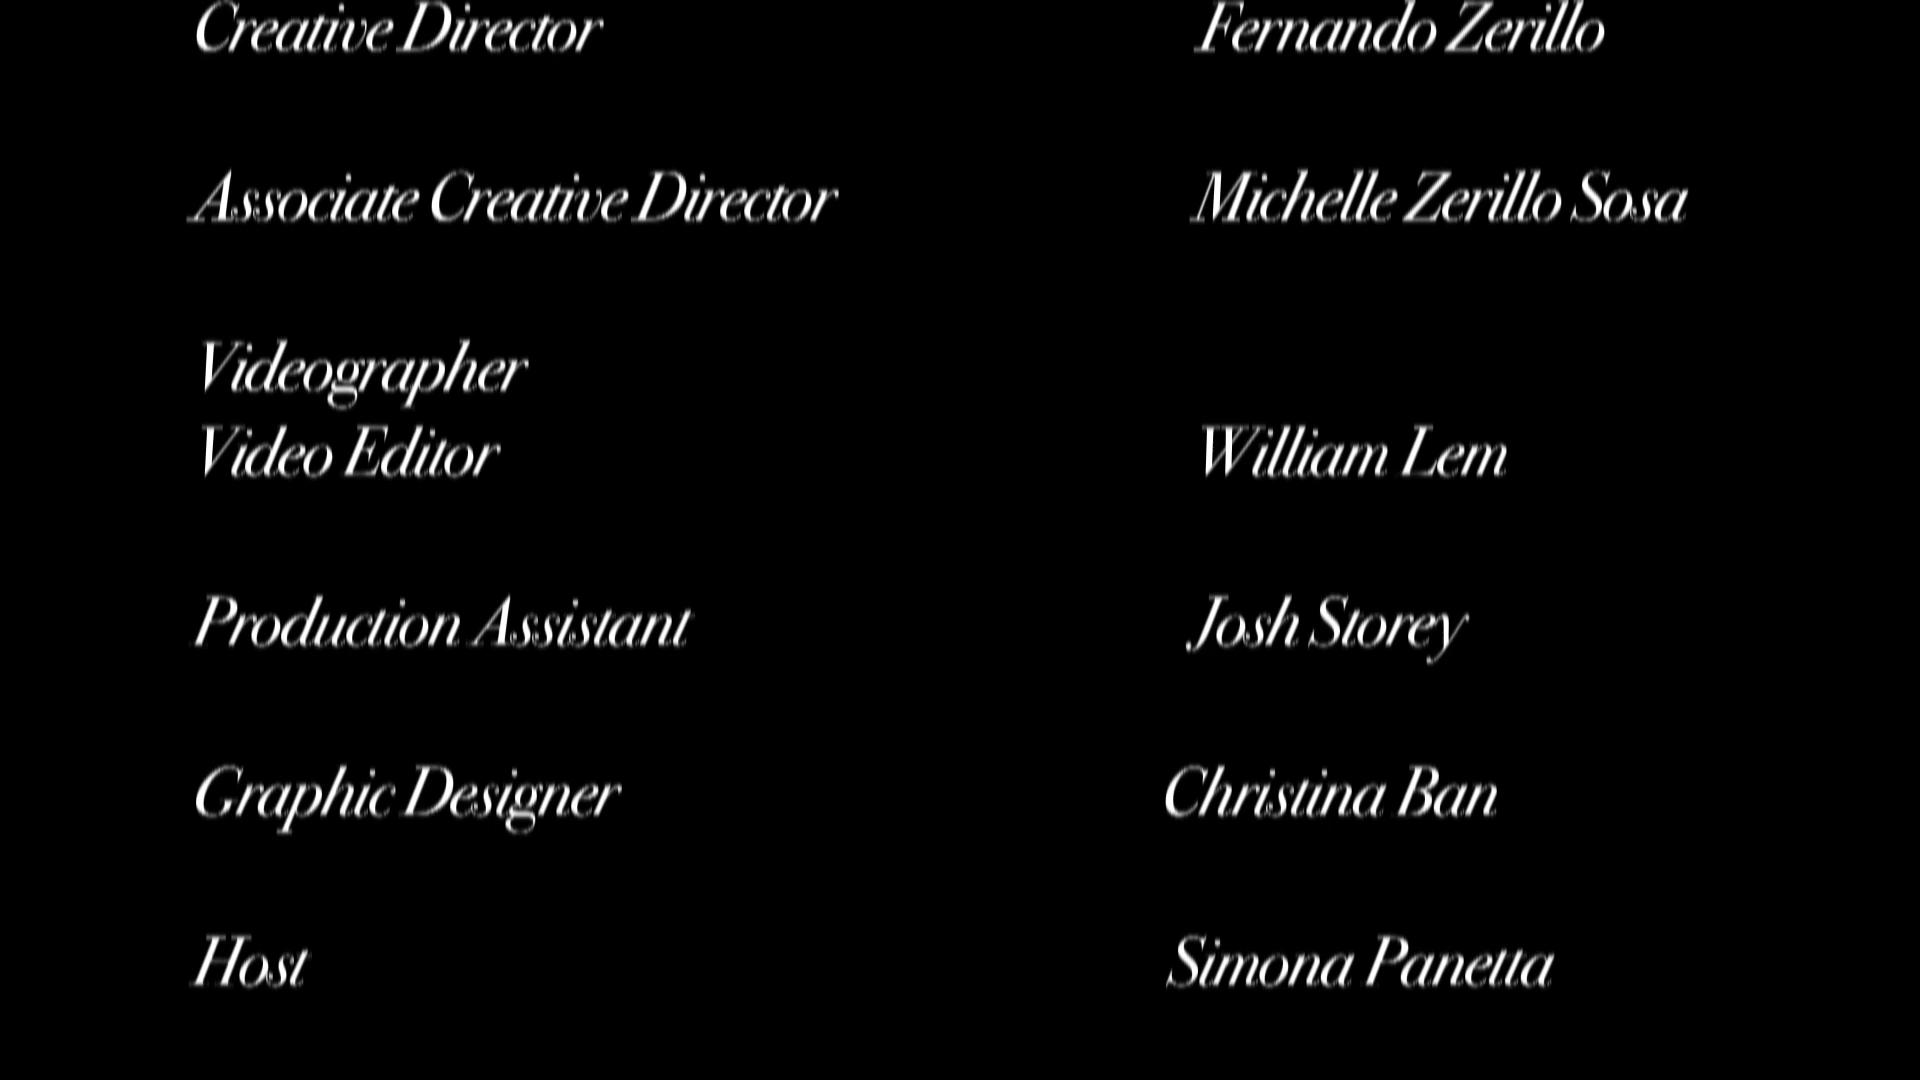 Creative Director Fernando Zerillo
Associate Creative Director Michelle Zerillo Sosa
Videographer
Video Editor William Lem
Production Assistant Josh Storey
Graphic Designer Christina Ban
Host Simona Panetta